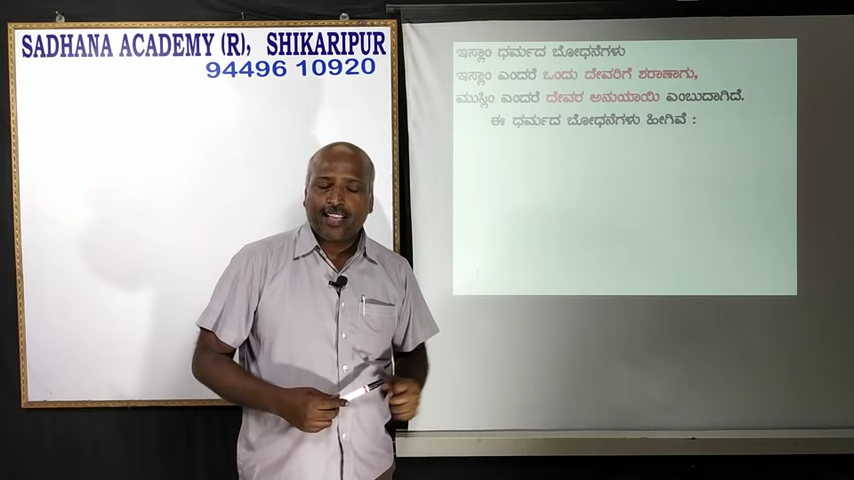 SADHANA ACADEMY (R), SHIKARIPUR
94496 10920
ಇಸ್ಲಾಂ ಧರ್ಮದ ಬೋಧನೆಗಳು
ಇಸ್ಲಾಂ ಎಂದರೆ ಒಂದು ದೇವರಿಗೆ ಶರಾಣಾಗು,
ಮುಸ್ಲಿಂ ಎಂದರೆ ದೇವರ ಅನುಯಾಯಿ ಎಂಬುದಾಗಿದೆ.
ಈ ಧರ್ಮದ ಬೋಧನೆಗಳು ಹೀಗಿವೆ :